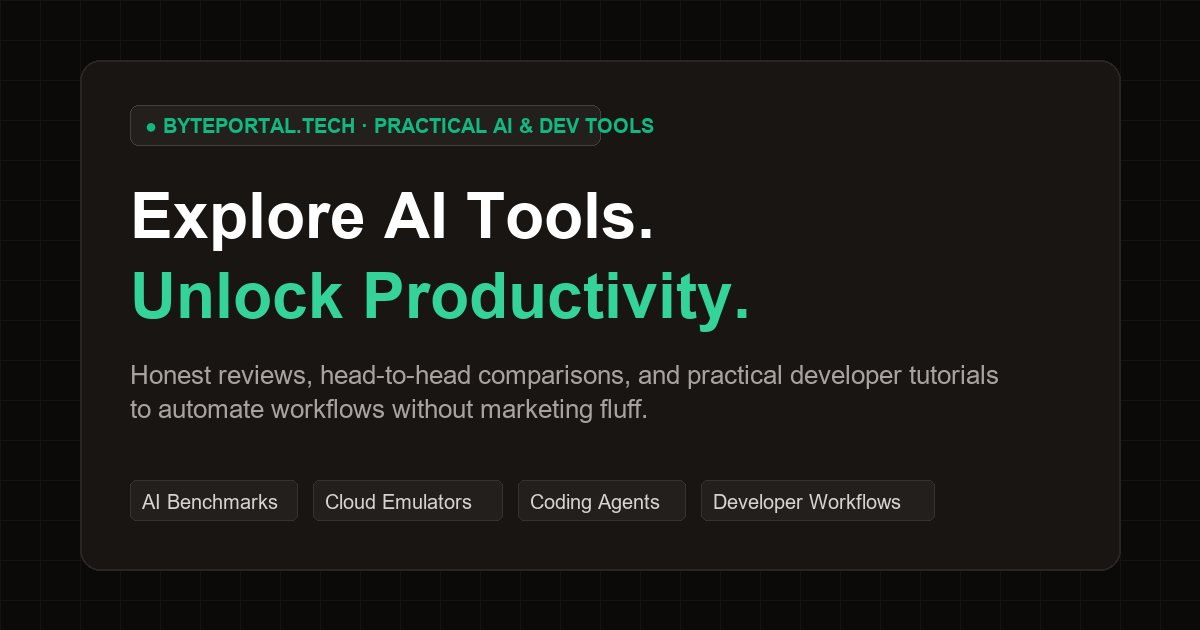 • BYTEPORTAL.TECH · PRACTICAL AI & DEV TOOLS
Explore AI Tools.
Unlock Productivity.
Honest reviews, head-to-head comparisons, and practical developer tutorials
to automate workflows without marketing fluff.
AI Benchmarks
Cloud Emulators
Coding Agents
Developer Workflows